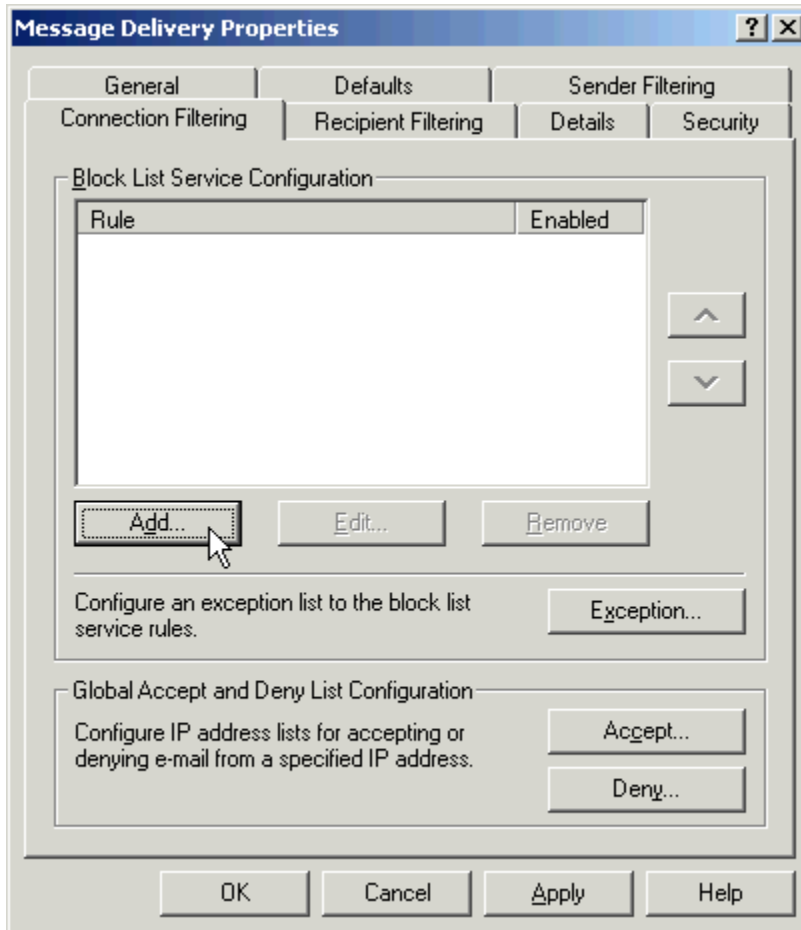 Message Delivery Properties
General Defaults Sender Filtering
Connection Filtering Recipient Filtering Details Security
Block List Service Configuration
Rule Enabled
Add... Edit... Remove
Configure an exception list to the block list
service rules.
Exception...
Global Accept and Deny List Configuration
Configure IP address lists for accepting or
denying e-mail from a specified IP address.
Accept...
Deny...
OK Cancel Apply Help